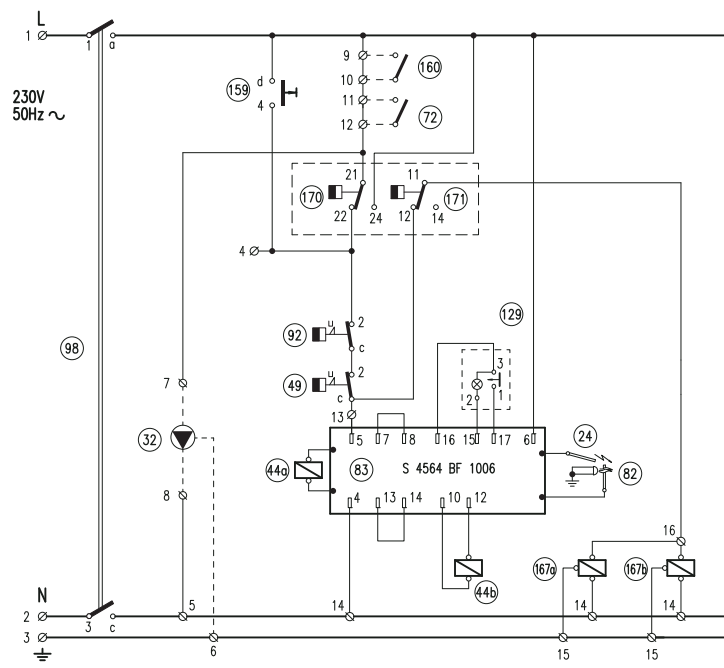 L
1
1 a
230V
50Hz
159
d
4
9
10
160
11
12
72
21
11
170
171
22 24 12 14
4
98
92
u 2
c
49
u 2
c
13
129
3
2 1
7
32
8
5 7 8 16 15 17 6
44a
83
S 4564 BF 1006
24
82
4 13 14 10 12
44b
16
167a
167b
N
2
3 c
5
14
14
14
3
6
15
15